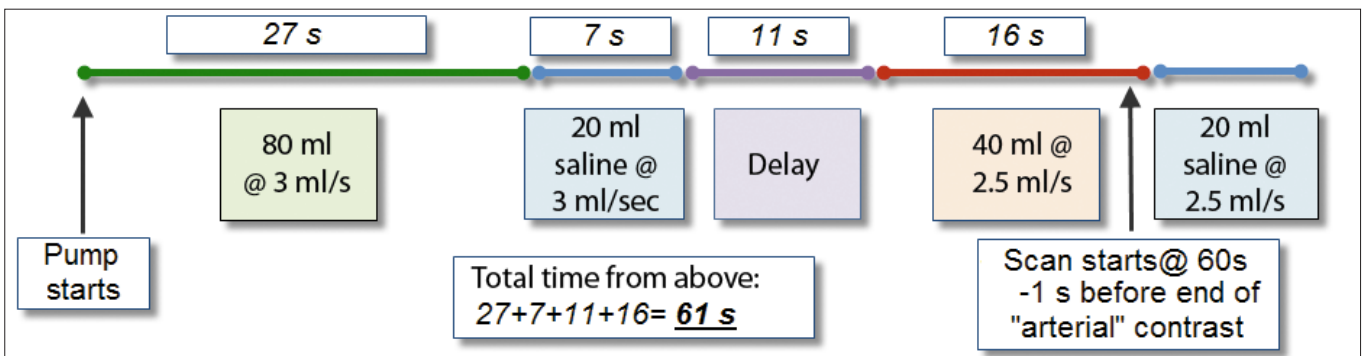 27 s
7 s
11 s
16 s
80 ml
@ 3 ml/s
20 ml
saline @
3 ml/sec
Delay
40 ml @
2.5 ml/s
20 ml
saline @
2.5 ml/s
Pump
starts
Total time from above:
27+7+11+16= 61 s
Scan starts@ 60s
-1 s before end of
"arterial" contrast